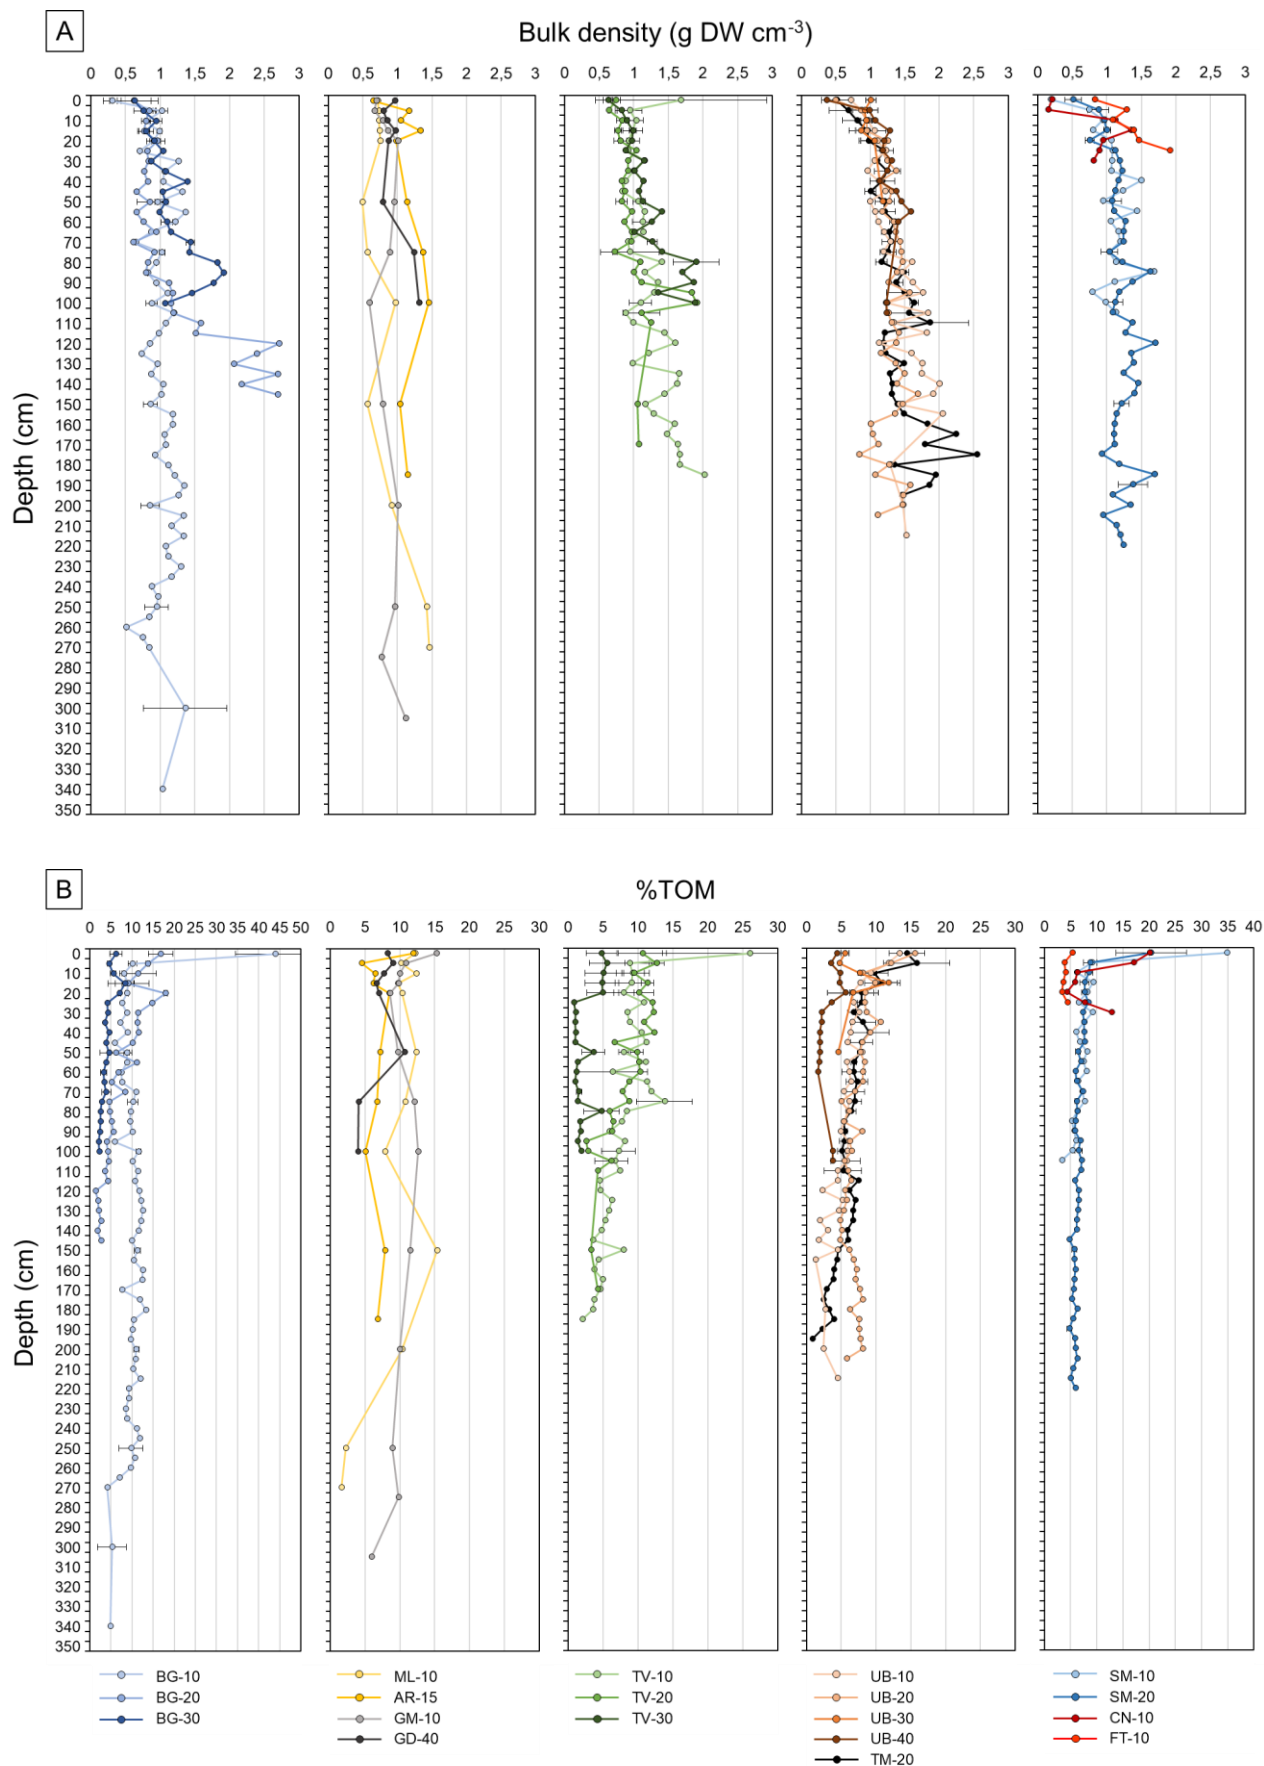 A
Bulk density (g DW cm-3)
0 0,5 1 1,5 2 2,5 3
0 0,5 1 1,5 2 2,5 3
0,5 1 1,5 2 2,5 3
0 0,5 1 1,5 2 2,5 3
0 0,5 1 1,5 2 2,5 3
Depth (cm)
0
10
20
30
40
50
60
70
80
90
100
110
120
130
140
150
160
170
180
190
200
210
220
230
240
250
260
270
280
290
300
310
320
330
340
350
B
%TOM
0 5 10 15 20 25 30 35 40 45 50
0 5 10 15 20 25 30
0 5 10 15 20 25 30
0 5 10 15 20 25 30
0 5 10 15 20 25 30 35 40
Depth (cm)
0
10
20
30
40
50
60
70
80
90
100
110
120
130
140
150
160
170
180
190
200
210
220
230
240
250
260
270
280
290
300
310
320
330
340
350
BG-10
BG-20
BG-30
ML-10
AR-15
GM-10
GD-40
TV-10
TV-20
TV-30
UB-10
UB-20
UB-30
UB-40
TM-20
SM-10
SM-20
CN-10
FT-10